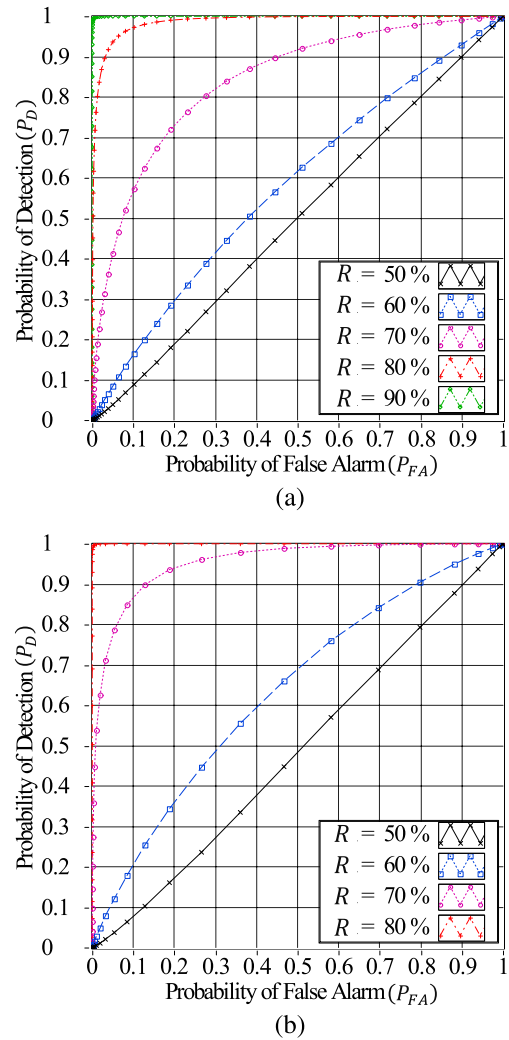 1
0.9
0.8
0.7
0.6
0.5
0.4
0.3
0.2
0.1
0
Probability of Detection (P_D)
R = 50 %
R = 60 %
R = 70 %
R = 80 %
R = 90 %
0 0.1 0.2 0.3 0.4 0.5 0.6 0.7 0.8 0.9 1
Probability of False Alarm (P_FA)
(a)
1
0.9
0.8
0.7
0.6
0.5
0.4
0.3
0.2
0.1
0
Probability of Detection (P_D)
R = 50 %
R = 60 %
R = 70 %
R = 80 %
0 0.1 0.2 0.3 0.4 0.5 0.6 0.7 0.8 0.9 1
Probability of False Alarm (P_FA)
(b)